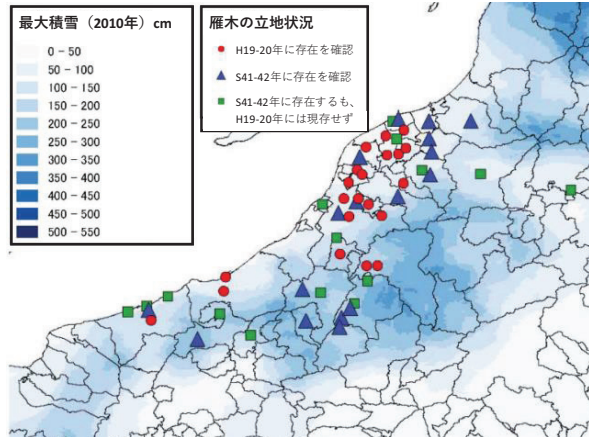 最大積雪（2010年）cm
0 - 50
50 - 100
100 - 150
150 - 200
200 - 250
250 - 300
300 - 350
350 - 400
400 - 450
450 - 500
500 - 550
雁木の立地状況
H19-20年に存在を確認
S41-42年に存在を確認
S41-42年に存在するも、
H19-20年には現存せず